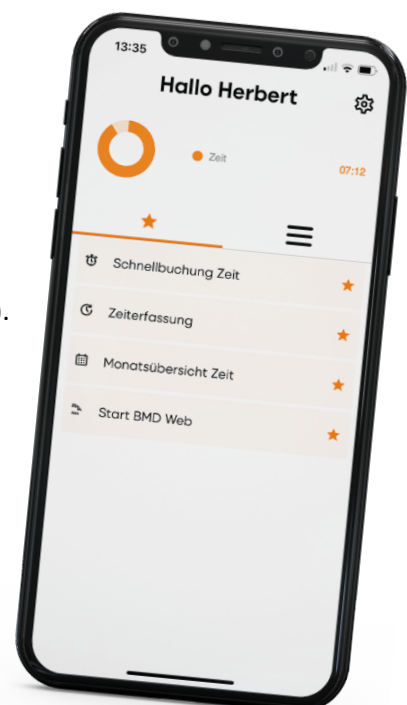 13:35
Hallo Herbert
Zeit
07:12
Schnellbuchung Zeit
Zeiterfassung
Monatsübersicht Zeit
Start BMD Web